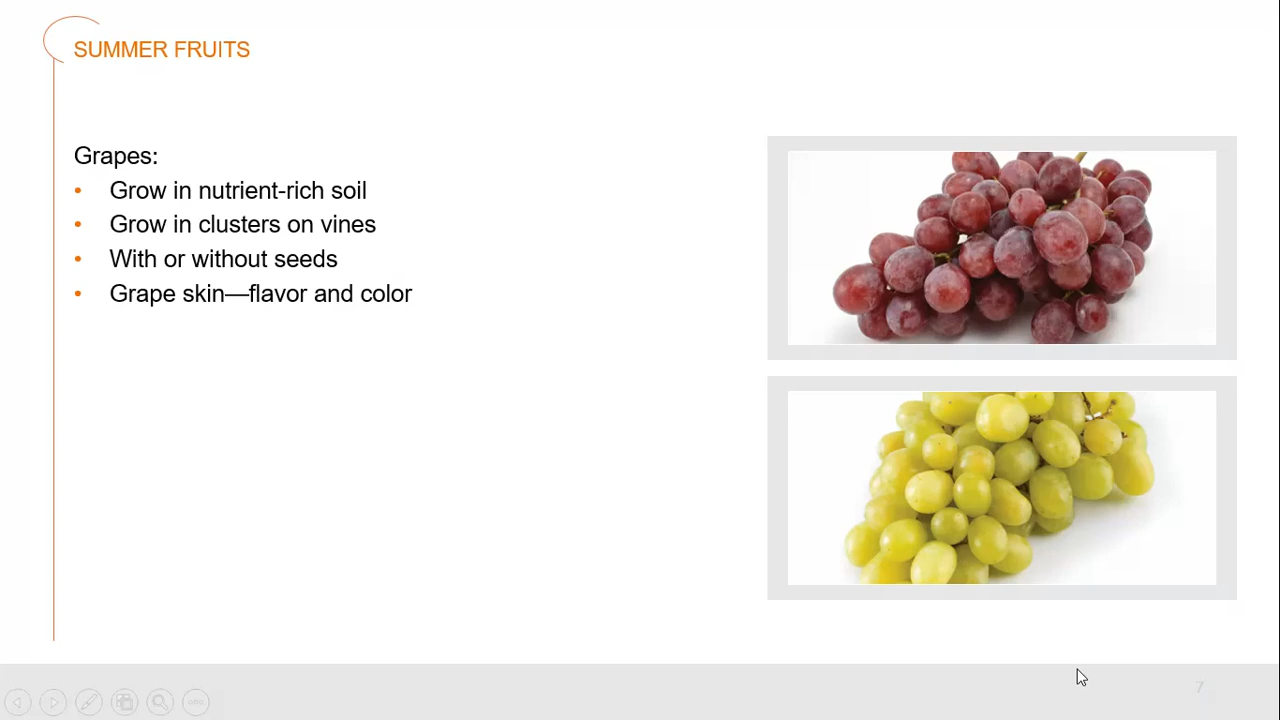 SUMMER FRUITS
Grapes:
• Grow in nutrient-rich soil
• Grow in clusters on vines
• With or without seeds
• Grape skin—flavor and color
7